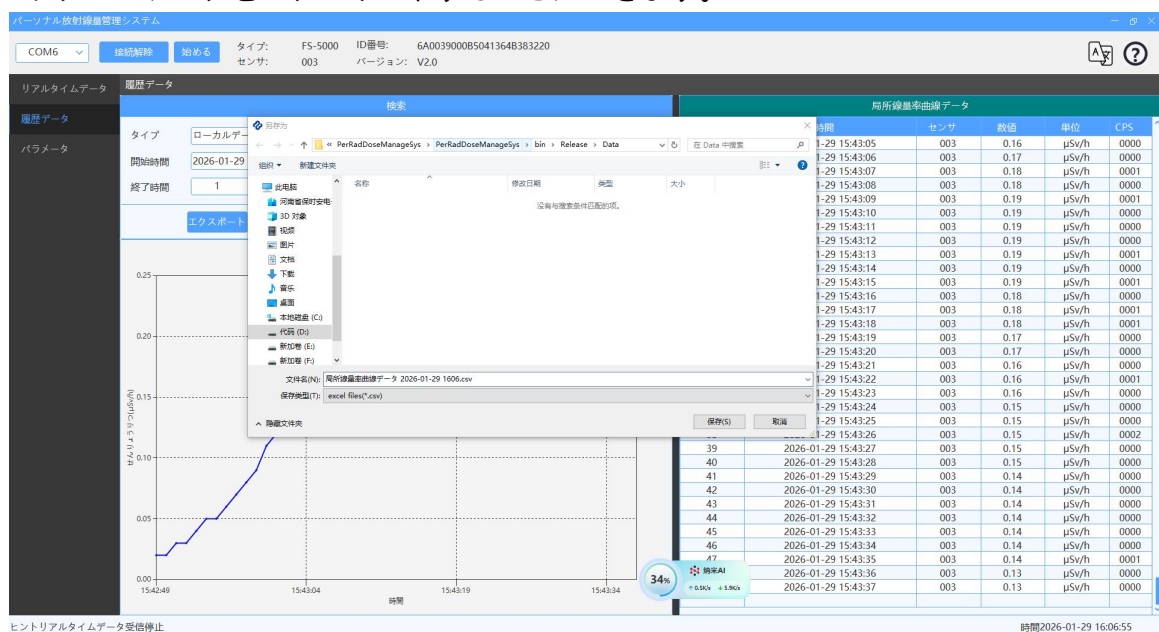 パーソナル放射線量管理システム
COM6
接続解除
始める
タイプ: FS-5000 ID番号: 6A0039000B5041364B383220
センサ: 003 バージョン: V2.0
リアルタイムデータ
履歴データ
パラメータ
履歴データ
検索
タイプ ローカルデー
開始時間 2026-01-29
終了時間 1
エクスポート
另存为
« PerRadDoseManageSys › PerRadDoseManageSys › bin › Release › Data
在 Data 中搜索
组织 新建文件夹
名称 修改日期 类型 大小
没有与搜索条件匹配的项。
此电脑
河南省保时安电
3D 对象
视频
图片
文档
下载
音乐
桌面
本地磁盘 (C:)
代码 (D:)
新加卷 (E:)
新加卷 (F:)
文件名(N): 局所線量率曲線データ 2026-01-29 1606.csv
保存类型(T): excel files(*.csv)
隐藏文件夹
保存(S) 取消
せんりょうりつ(μSv/h)
0.25
0.20
0.15
0.10
0.05
0.00
15:42:49 15:43:04 15:43:19 15:43:34
時間
局所線量率曲線データ
時間 センサ 数値 単位 CPS
1-29 15:43:05 003 0.16 μSv/h 0000
1-29 15:43:06 003 0.17 μSv/h 0000
1-29 15:43:07 003 0.18 μSv/h 0001
1-29 15:43:08 003 0.18 μSv/h 0000
1-29 15:43:09 003 0.19 μSv/h 0001
1-29 15:43:10 003 0.19 μSv/h 0000
1-29 15:43:11 003 0.19 μSv/h 0000
1-29 15:43:12 003 0.19 μSv/h 0000
1-29 15:43:13 003 0.19 μSv/h 0001
1-29 15:43:14 003 0.19 μSv/h 0000
1-29 15:43:15 003 0.19 μSv/h 0001
1-29 15:43:16 003 0.18 μSv/h 0000
1-29 15:43:17 003 0.18 μSv/h 0001
1-29 15:43:18 003 0.18 μSv/h 0001
1-29 15:43:19 003 0.17 μSv/h 0000
1-29 15:43:20 003 0.17 μSv/h 0000
1-29 15:43:21 003 0.16 μSv/h 0000
1-29 15:43:22 003 0.16 μSv/h 0001
1-29 15:43:23 003 0.16 μSv/h 0000
1-29 15:43:24 003 0.15 μSv/h 0000
1-29 15:43:25 003 0.15 μSv/h 0000
1-29 15:43:26 003 0.15 μSv/h 0002
39 2026-01-29 15:43:27 003 0.15 μSv/h 0000
40 2026-01-29 15:43:28 003 0.15 μSv/h 0000
41 2026-01-29 15:43:29 003 0.14 μSv/h 0000
42 2026-01-29 15:43:30 003 0.14 μSv/h 0000
43 2026-01-29 15:43:31 003 0.14 μSv/h 0000
44 2026-01-29 15:43:32 003 0.14 μSv/h 0000
45 2026-01-29 15:43:33 003 0.14 μSv/h 0000
46 2026-01-29 15:43:34 003 0.14 μSv/h 0000
47 2026-01-29 15:43:35 003 0.14 μSv/h 0001
2026-01-29 15:43:36 003 0.13 μSv/h 0000
2026-01-29 15:43:37 003 0.13 μSv/h 0000
34%
纳米AI
0.5K/s 5.9K/s
ヒントリアルタイムデータ受信停止
時間2026-01-29 16:06:55